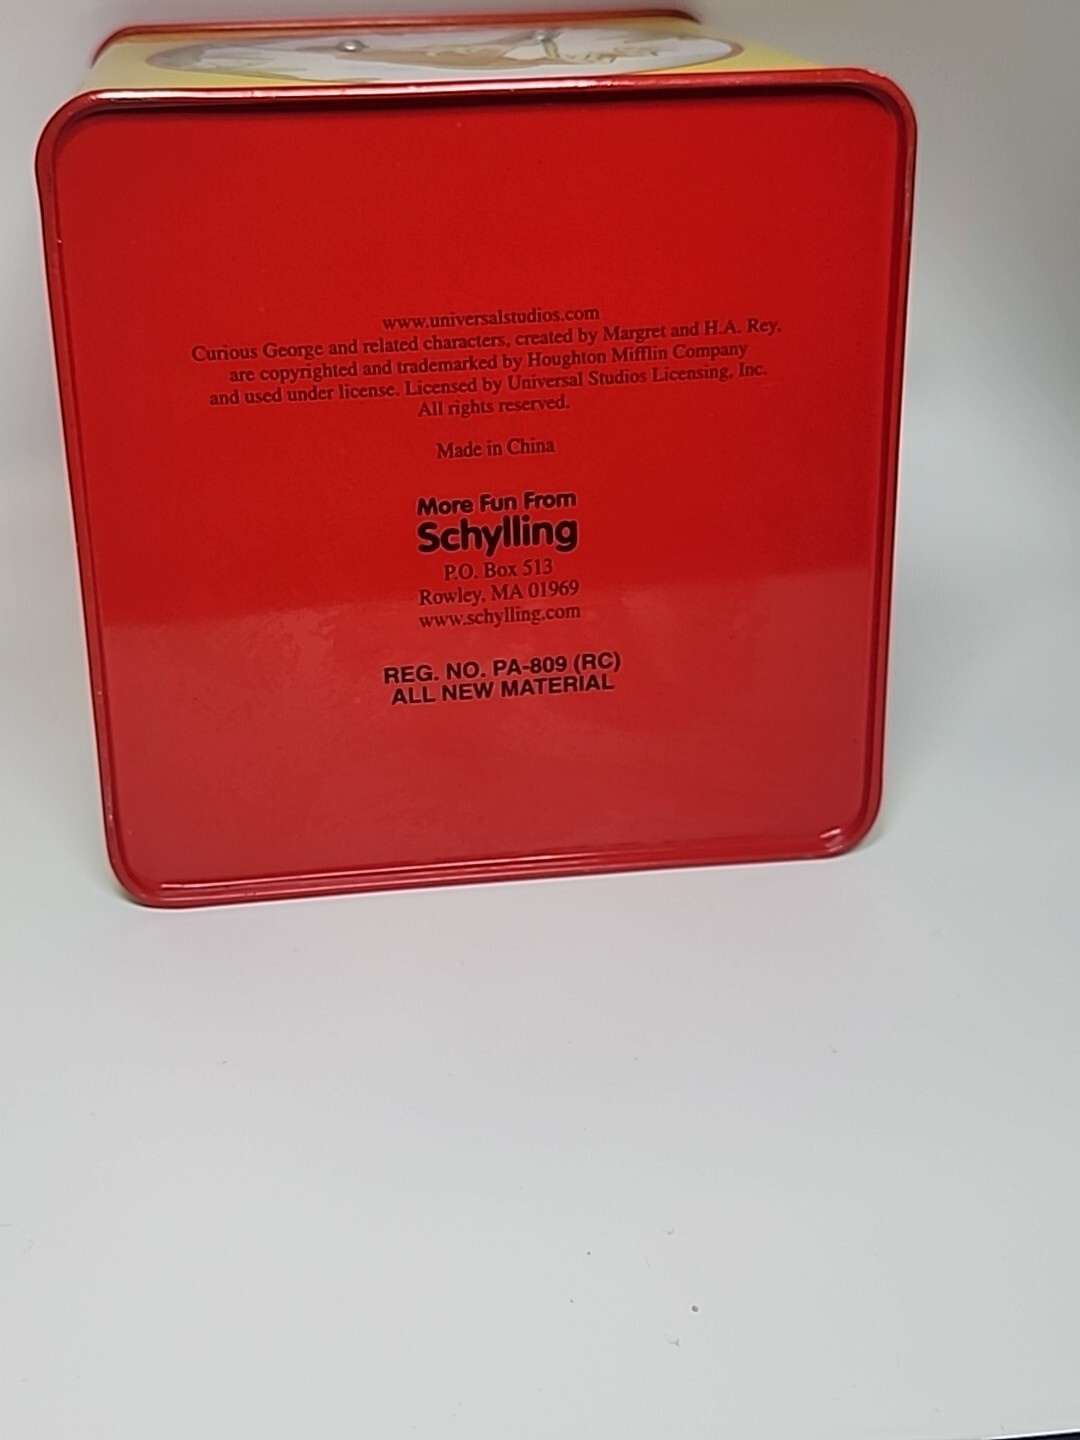 www.universalstudios.com
Curious George and related characters, created by Margret and H.A. Rey,
are copyrighted and trademarked by Houghton Mifflin Company
and used under license. Licensed by Universal Studios Licensing, Inc.
All rights reserved.
Made in China
More Fun From
Schylling
P.O. Box 513
Rowley, MA 01969
www.schylling.com
REG. NO. PA-809 (RC)
ALL NEW MATERIAL